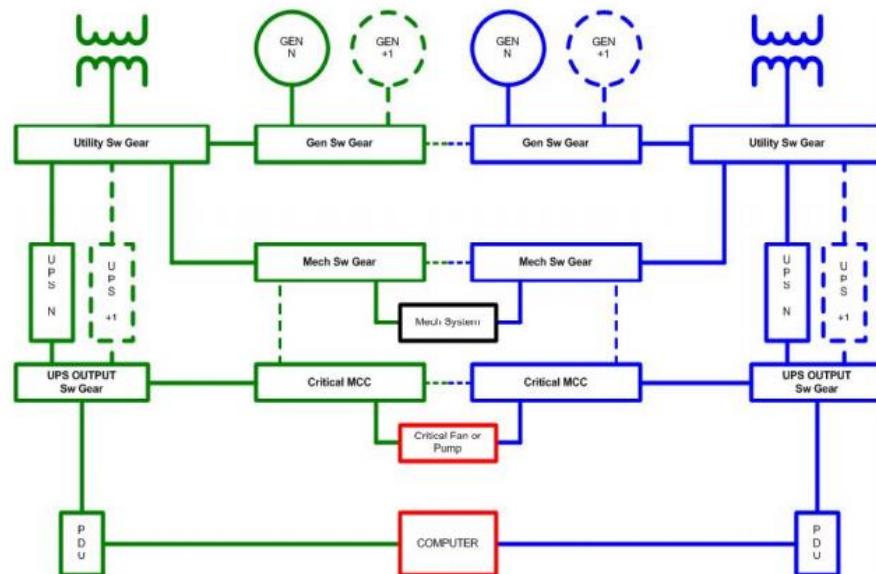 GEN
N
GEN
+1
GEN
N
GEN
+1
Utility Sw Gear
Gen Sw Gear
Gen Sw Gear
Utility Sw Gear
U
P
S
N
U
P
S
+1
Mech Sw Gear
Mech Sw Gear
Mech System
U
P
S
N
U
P
S
+1
UPS OUTPUT
Sw Gear
Critical MCC
Critical MCC
UPS OUTPUT
Sw Gear
Critical Fan or
Pump
P
D
U
COMPUTER
P
D
U